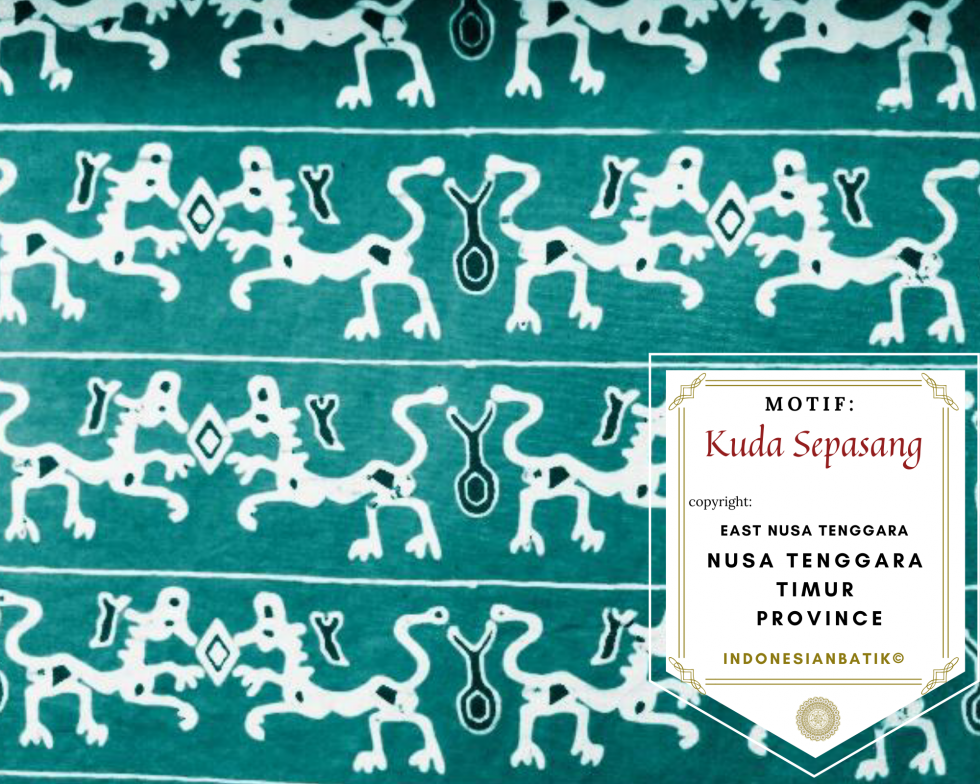 MOTIF:
Kuda Sepasang
copyright:
EAST NUSA TENGGARA
NUSA TENGGARA
TIMUR
PROVINCE
INDONESIANBATIK©